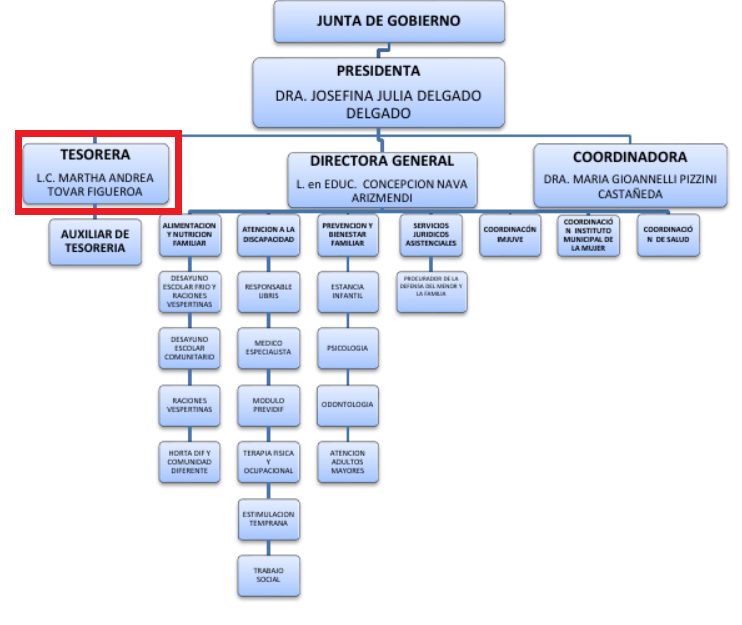 JUNTA DE GOBIERNO
PRESIDENTA
DRA. JOSEFINA JULIA DELGADO
DELGADO
TESORERA
L.C. MARTHA ANDREA
TOVAR FIGUEROA
DIRECTORA GENERAL
L. en EDUC. CONCEPCION NAVA
ARIZMENDI
COORDINADORA
DRA. MARIA GIOANNELLI PIZZINI
CASTAÑEDA
AUXILIAR DE
TESORERIA
ALIMENTACION
Y NUTRICION
FAMILIAR
ATENCION A LA
DISCAPACIDAD
PREVENCION Y
BIENESTAR
FAMILIAR
SERVICIOS
JURIDICOS
ASISTENCIALES
COORDINACÓN
IMJUVE
COORDINACIÓ
N INSTITUTO
MUNICIPAL DE
LA MUJER
COORDINACIÓ
N DE SALUD
DESAYUNO
ESCOLAR FRIO Y
RACIONES
VESPERTINAS
RESPONSABLE
UBRIS
ESTANCIA
INFANTIL
PROCURADOR DE LA
DEFENSA DEL MENOR Y
LA FAMILIA
DESAYUNO
ESCOLAR
COMUNITARIO
MEDICO
ESPECIALISTA
PSICOLOGIA
RACIONES
VESPERTINAS
MODULO
PREVIDIF
ODONTOLOGIA
HORTA DIF Y
COMUNIDAD
DIFERENTE
TERAPIA FISICA
Y
OCUPACIONAL
ATENCION
ADULTOS
MAYORES
ESTIMULACION
TEMPRANA
TRABAJO
SOCIAL